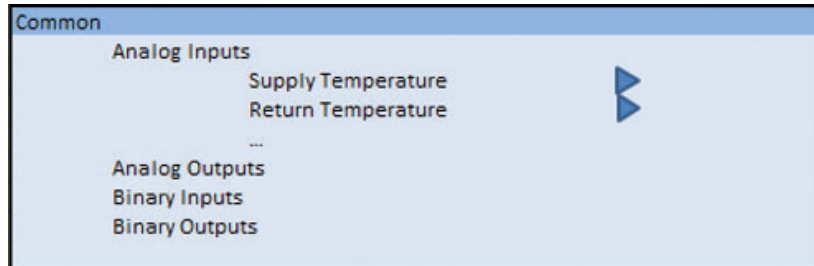 Common
Analog Inputs
Supply Temperature
Return Temperature
...
Analog Outputs
Binary Inputs
Binary Outputs